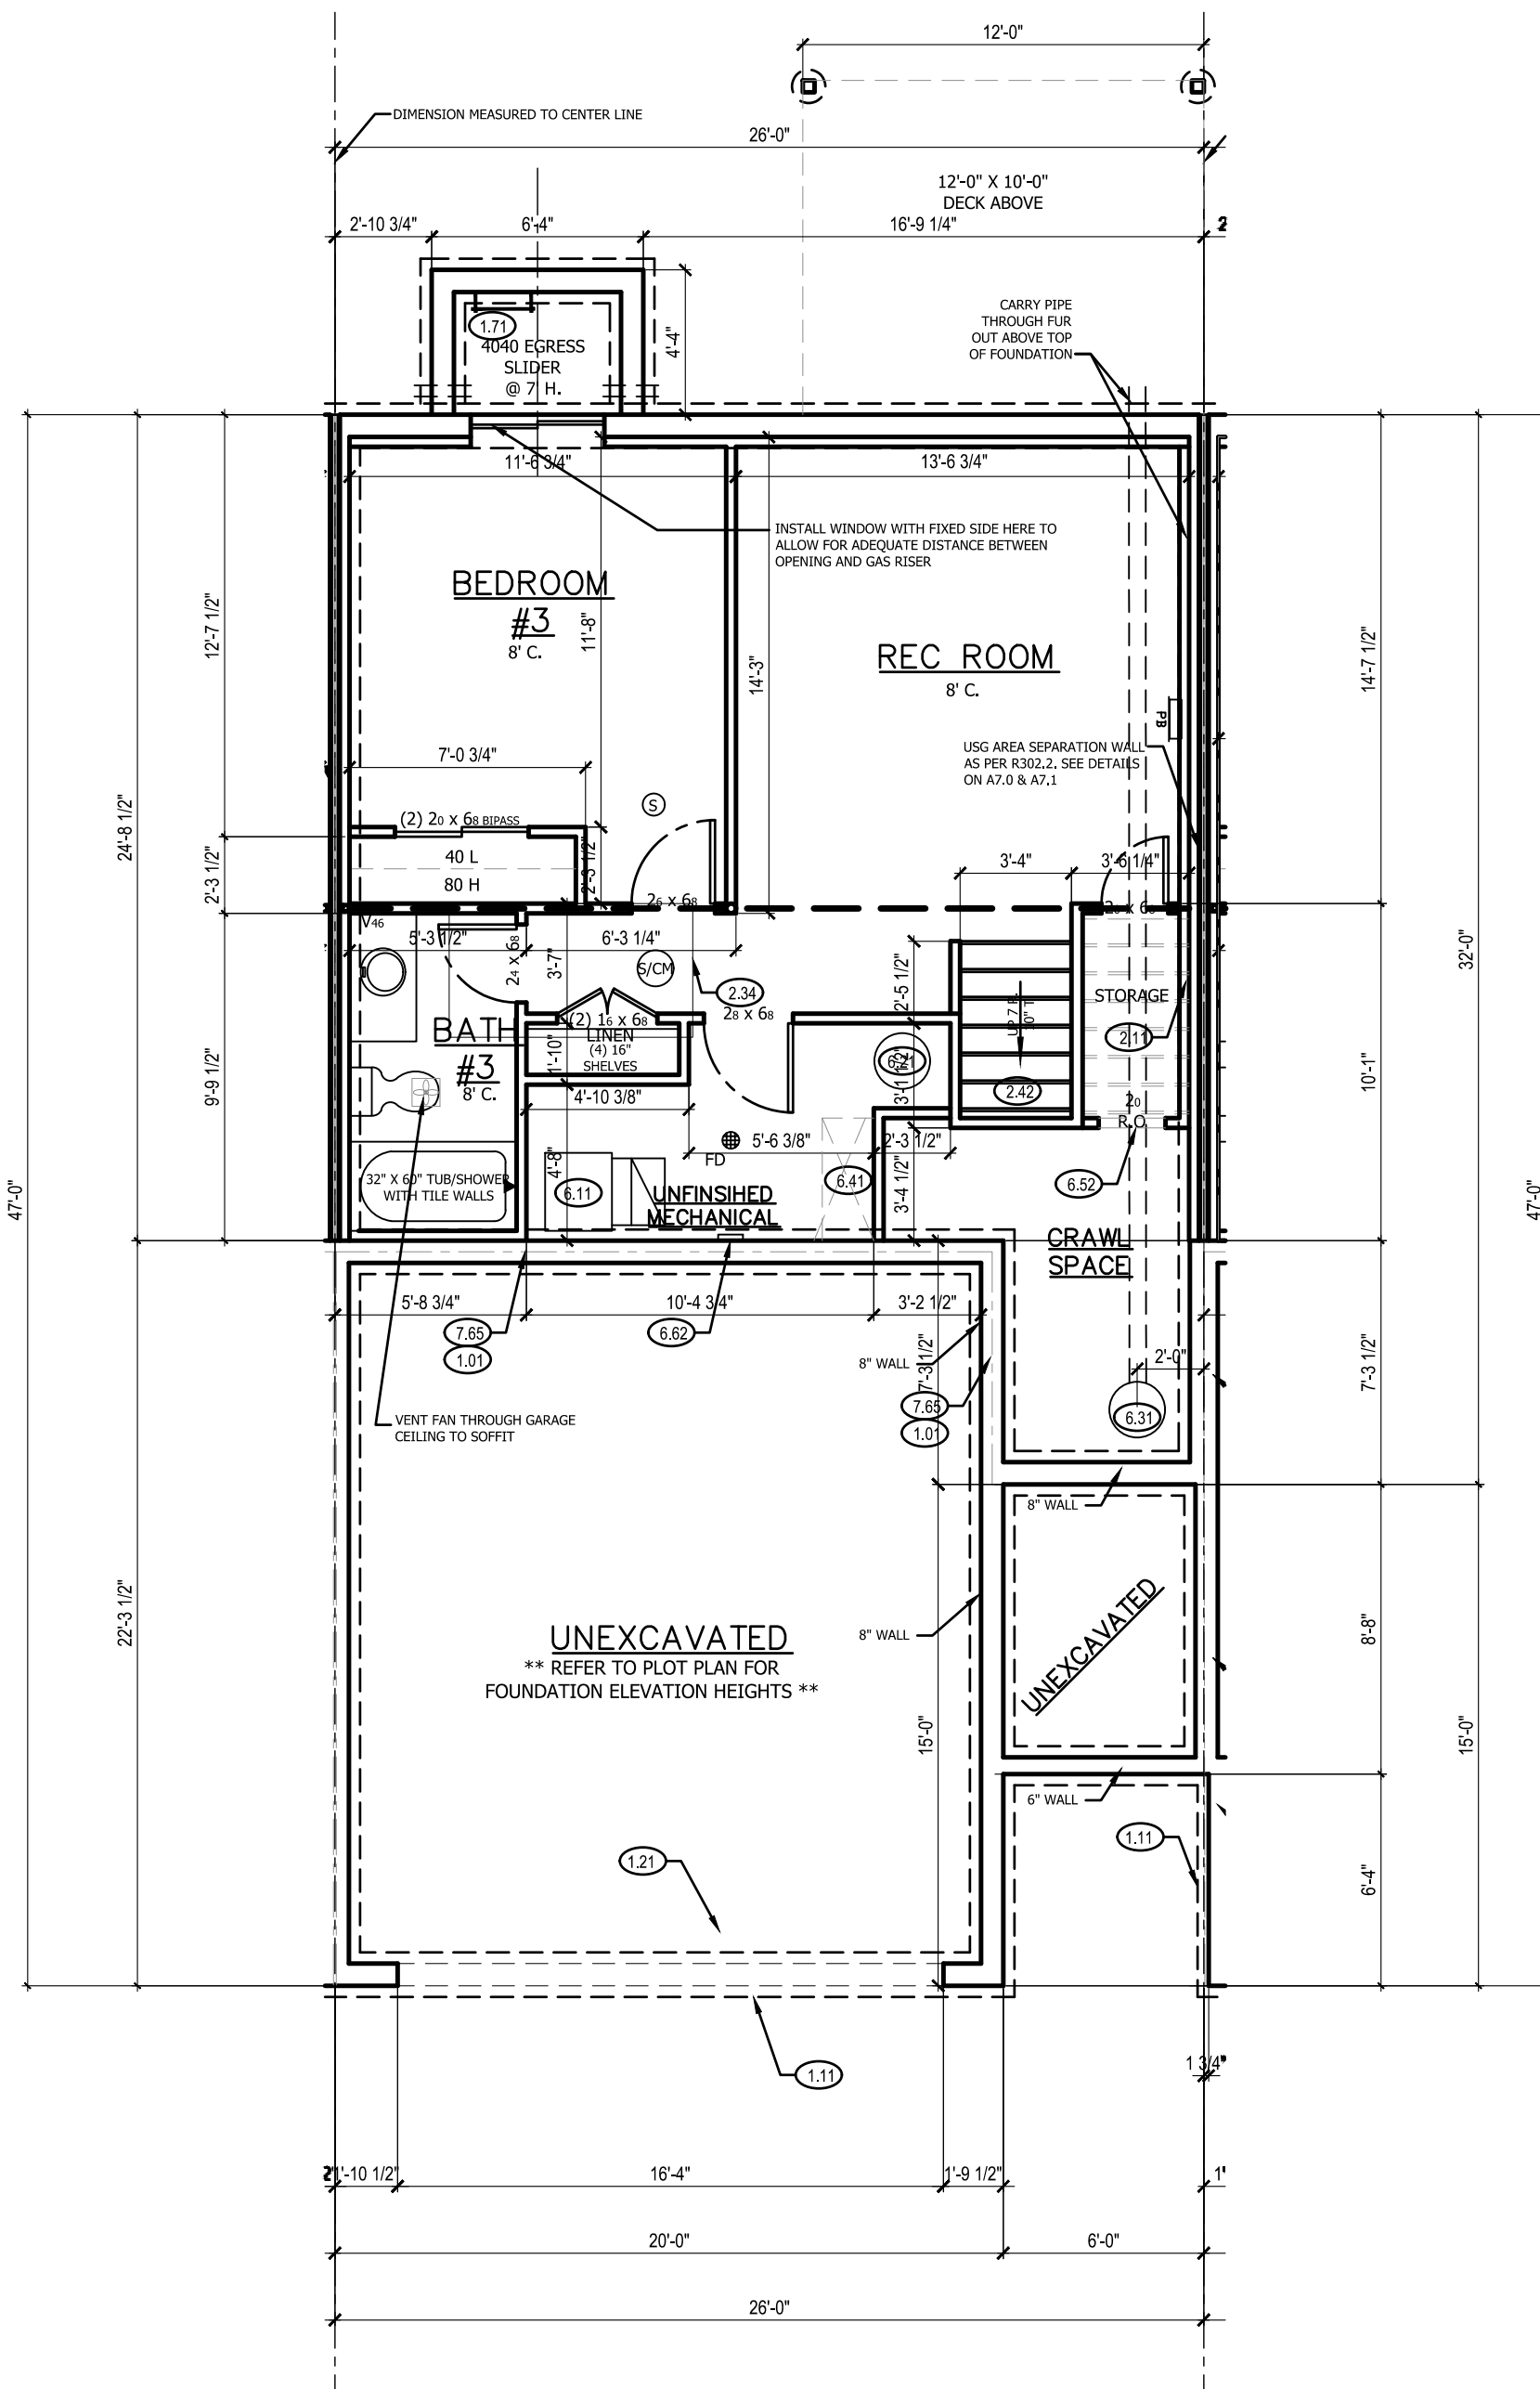 12'-0"
DIMENSION MEASURED TO CENTER LINE
26'-0"
12'-0" X 10'-0"
DECK ABOVE
2'-10 3/4"
6'-4"
16'-9 1/4"
CARRY PIPE
THROUGH FUR
OUT ABOVE TOP
OF FOUNDATION
1.71
4040 EGRESS
SLIDER
@ 7' H.
4'-4"
11'-6 3/4"
13'-6 3/4"
INSTALL WINDOW WITH FIXED SIDE HERE TO
ALLOW FOR ADEQUATE DISTANCE BETWEEN
OPENING AND GAS RISER
BEDROOM
#3
8' C.
11'-8"
14'-3"
REC ROOM
8' C.
12'-7 1/2"
14'-7 1/2"
PB
USG AREA SEPARATION WALL
AS PER R302.2. SEE DETAILS
ON A7.0 & A7.1
7'-0 3/4"
S
(2) 20 x 68 BIPASS
40 L
80 H
2'-3 1/2"
2'-3 1/2"
24'-8 1/2"
3'-4"
3'-6 1/4"
26 x 68
V46
5'-3 1/2"
6'-3 1/4"
24 x 68
3'-7"
S/CM
2.34
28 x 68
2'-5 1/2"
32'-0"
STORAGE
2.11
BATH
#3
8' C.
(2) 16 x 68
LINEN
(4) 16"
SHELVES
1'-10"
4'-10 3/8"
2.42
20
R.O.
9'-9 1/2"
10'-1"
FD
5'-6 3/8"
2'-3 1/2"
3'-4 1/2"
4'-8"
6.11
6.41
6.52
32" X 60" TUB/SHOWER
WITH TILE WALLS
UNFINSIHED
MECHANICAL
CRAWL
SPACE
47'-0"
47'-0"
5'-8 3/4"
10'-4 3/4"
3'-2 1/2"
7.65
1.01
6.62
8" WALL
7'-3 1/2"
2'-0"
7'-3 1/2"
7.65
1.01
6.31
VENT FAN THROUGH GARAGE
CEILING TO SOFFIT
8" WALL
22'-3 1/2"
UNEXCAVATED
** REFER TO PLOT PLAN FOR
FOUNDATION ELEVATION HEIGHTS **
8" WALL
UNEXCAVATED
8'-8"
15'-0"
15'-0"
6" WALL
1.11
1.21
6'-4"
1.11
1 3/4"
1'-10 1/2"
16'-4"
1'-9 1/2"
1'
20'-0"
6'-0"
26'-0"